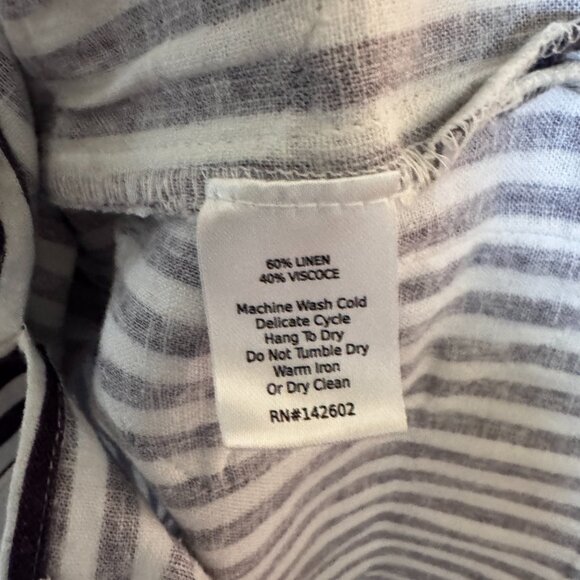 60% LINEN
40% VISCOCE
Machine Wash Cold
Delicate Cycle
Hang To Dry
Do Not Tumble Dry
Warm Iron
Or Dry Clean
RN#142602